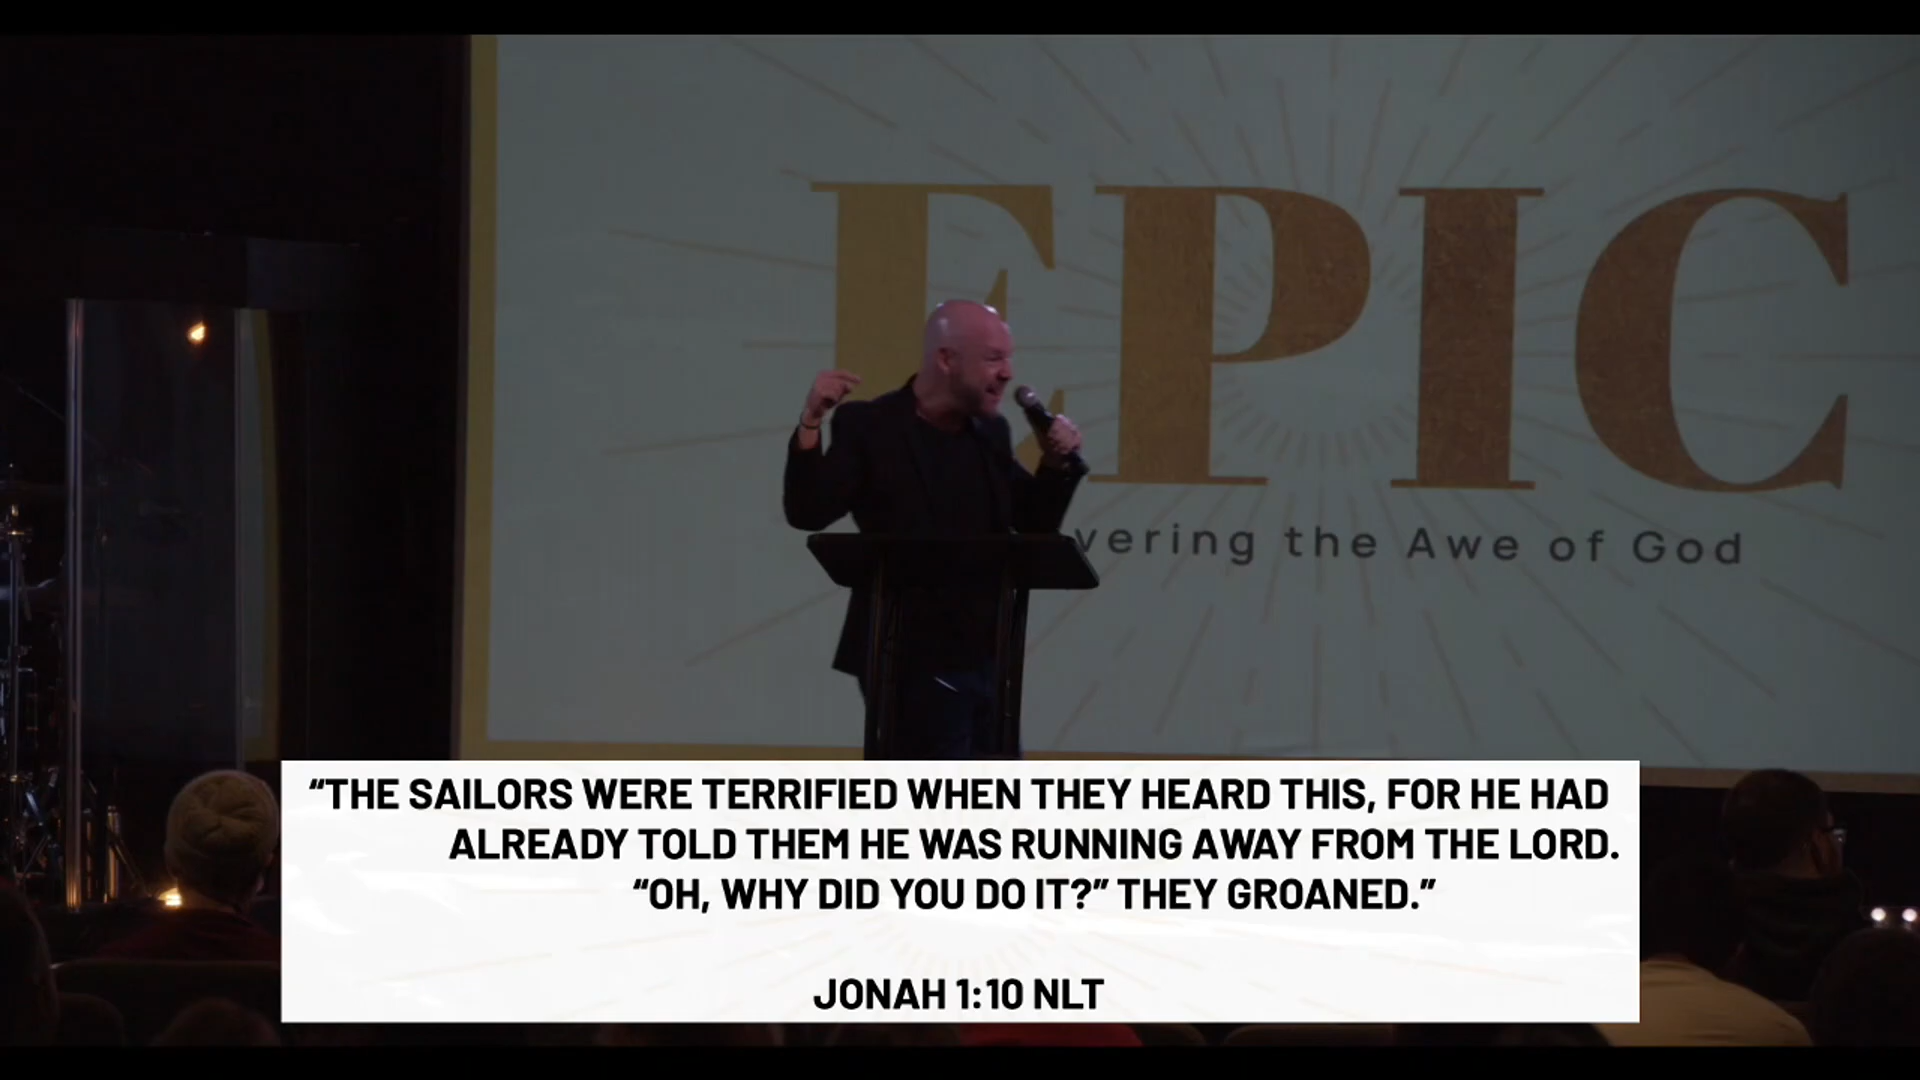 EPIC
vering the Awe of God
“THE SAILORS WERE TERRIFIED WHEN THEY HEARD THIS, FOR HE HAD
ALREADY TOLD THEM HE WAS RUNNING AWAY FROM THE LORD.
“OH, WHY DID YOU DO IT?” THEY GROANED.”
JONAH 1:10 NLT